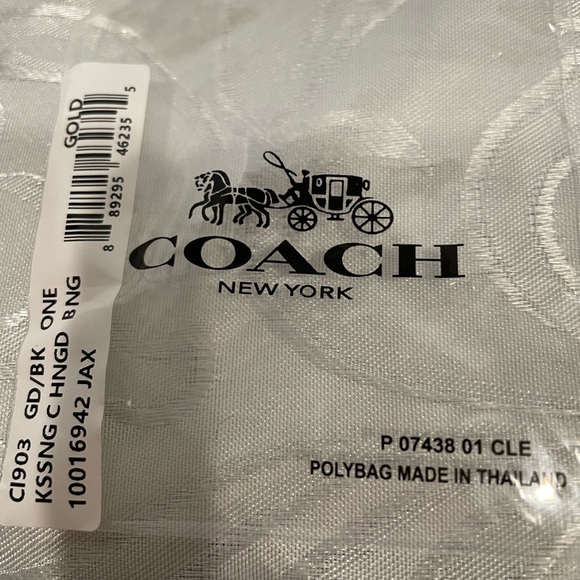 COACH
NEW YORK
P 07438 01 CLE
POLYBAG MADE IN THAILAND
GOLD
8 89295 46235 5
CI903 GD/BK ONE
KSSNG C HNGD BNG
10016942 JAX